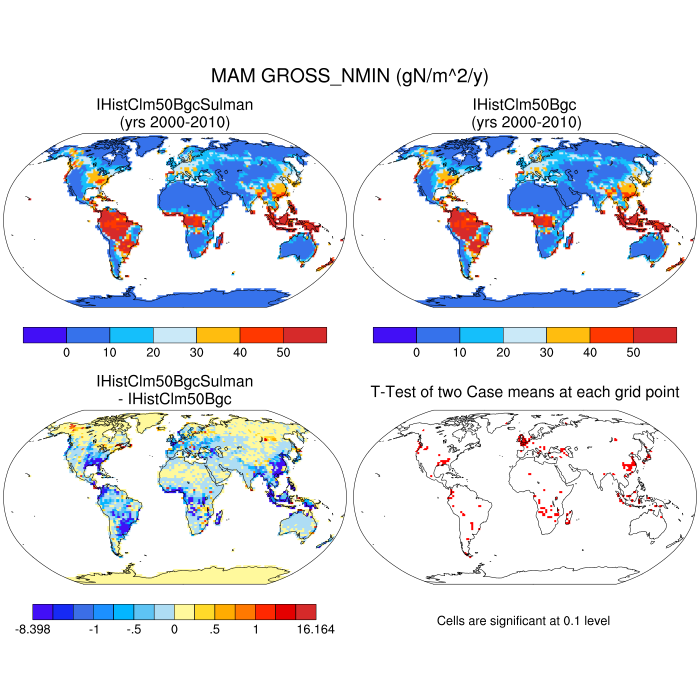 MAM GROSS_NMIN (gN/m^2/y)
IHistClm50BgcSulman
(yrs 2000-2010)
IHistClm50Bgc
(yrs 2000-2010)
0 10 20 30 40 50
0 10 20 30 40 50
IHistClm50BgcSulman
- IHistClm50Bgc
T-Test of two Case means at each grid point
-8.398 -1 -.5 0 .5 1 16.164
Cells are significant at 0.1 level